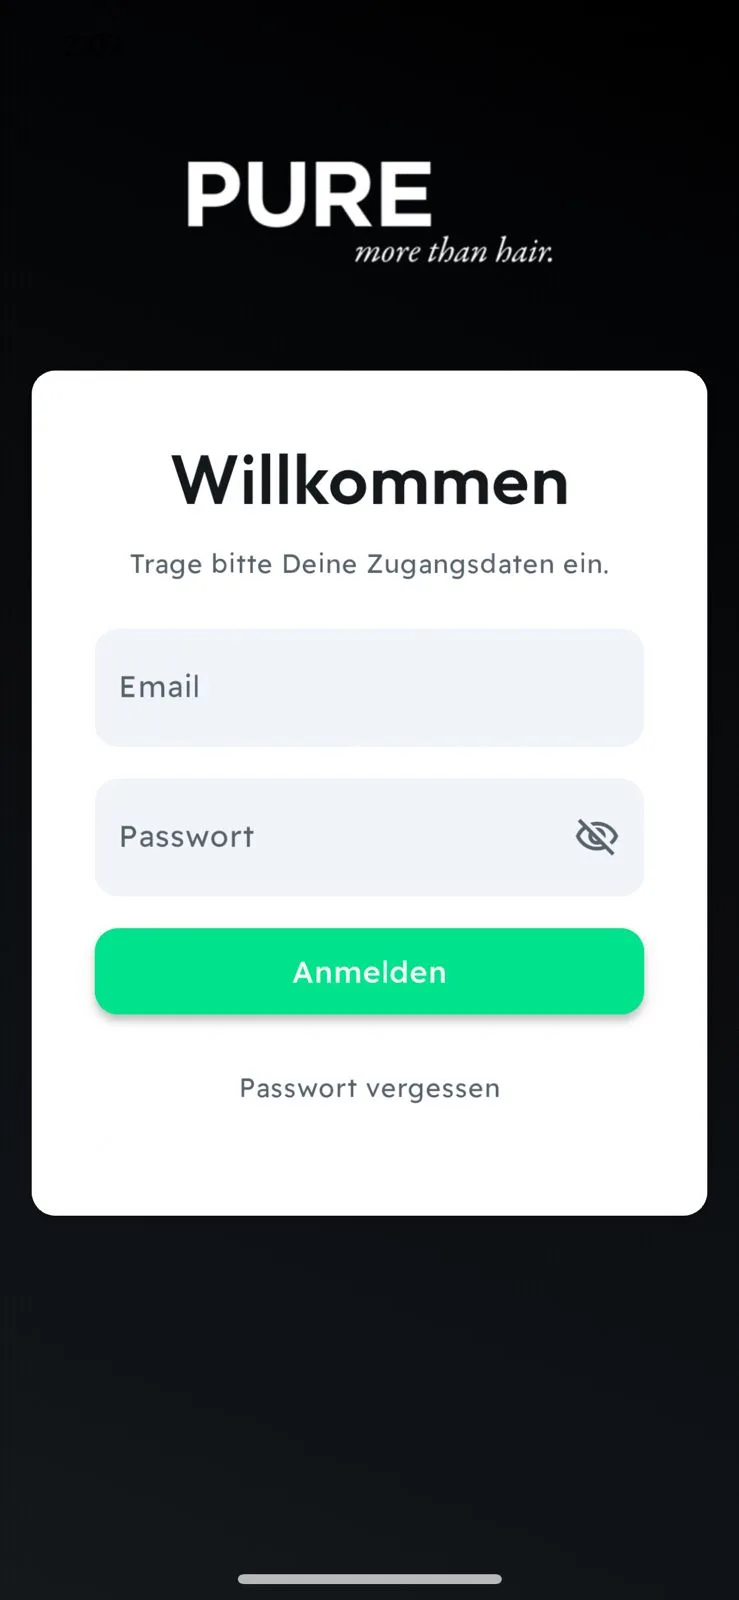 PURE
more than hair.
Willkommen
Trage bitte Deine Zugangsdaten ein.
Email
Passwort
Anmelden
Passwort vergessen